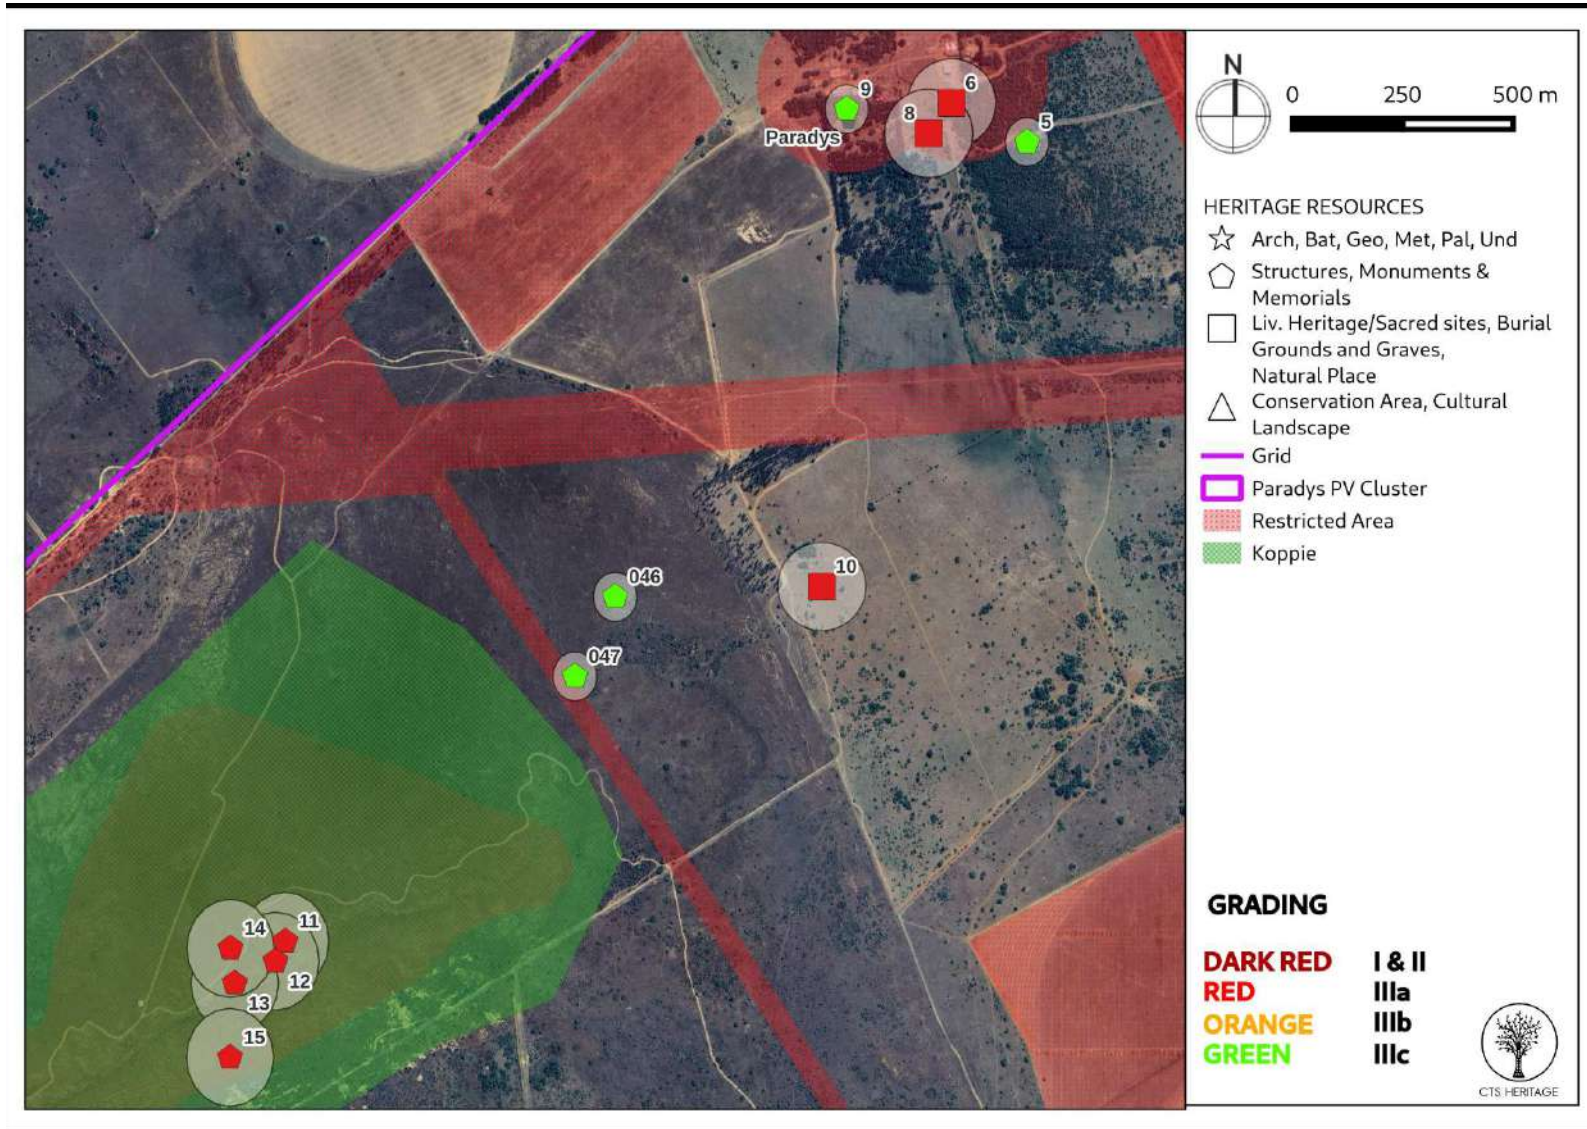 N
0 250 500 m
9
6
8
5
Paradys
HERITAGE RESOURCES
Arch, Bat, Geo, Met, Pal, Und
Structures, Monuments &
Memorials
Liv. Heritage/Sacred sites, Burial
Grounds and Graves,
Natural Place
Conservation Area, Cultural
Landscape
Grid
Paradys PV Cluster
Restricted Area
Koppie
046
10
047
14
11
12
13
15
GRADING
DARK RED I & II
RED IIIa
ORANGE IIIb
GREEN IIIc
CTS HERITAGE